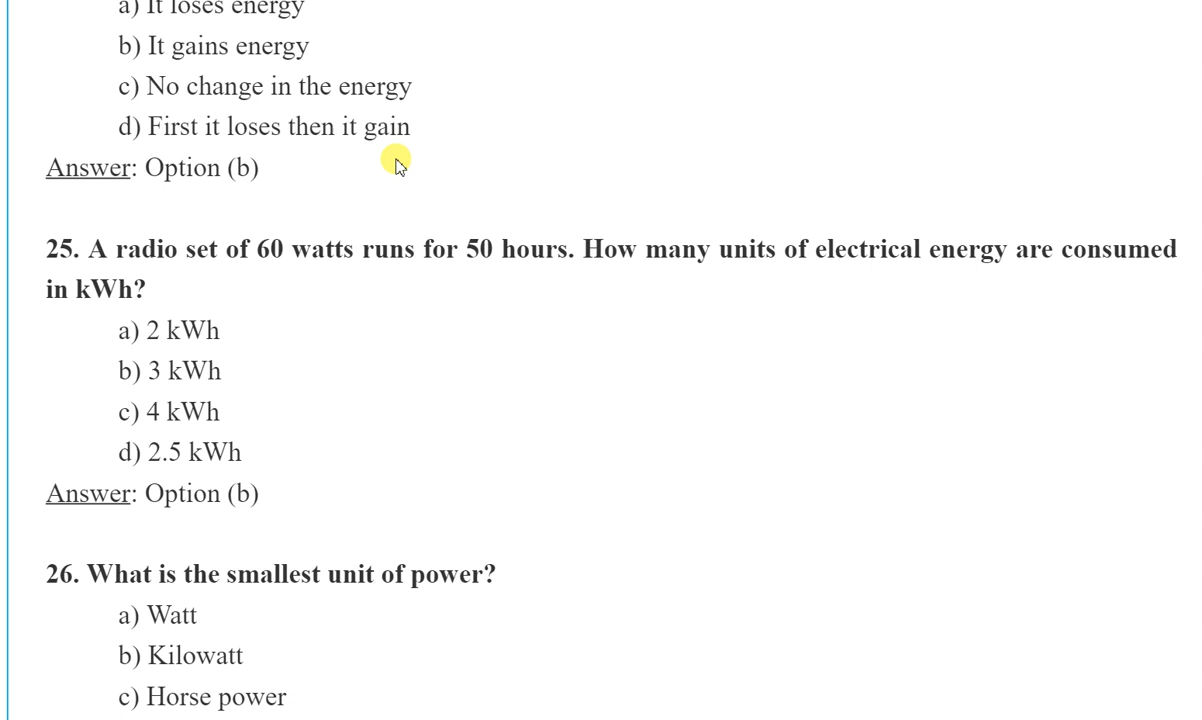 a) It loses energy
b) It gains energy
c) No change in the energy
d) First it loses then it gain
Answer: Option (b)
25. A radio set of 60 watts runs for 50 hours. How many units of electrical energy are consumed
in kWh?
a) 2 kWh
b) 3 kWh
c) 4 kWh
d) 2.5 kWh
Answer: Option (b)
26. What is the smallest unit of power?
a) Watt
b) Kilowatt
c) Horse power